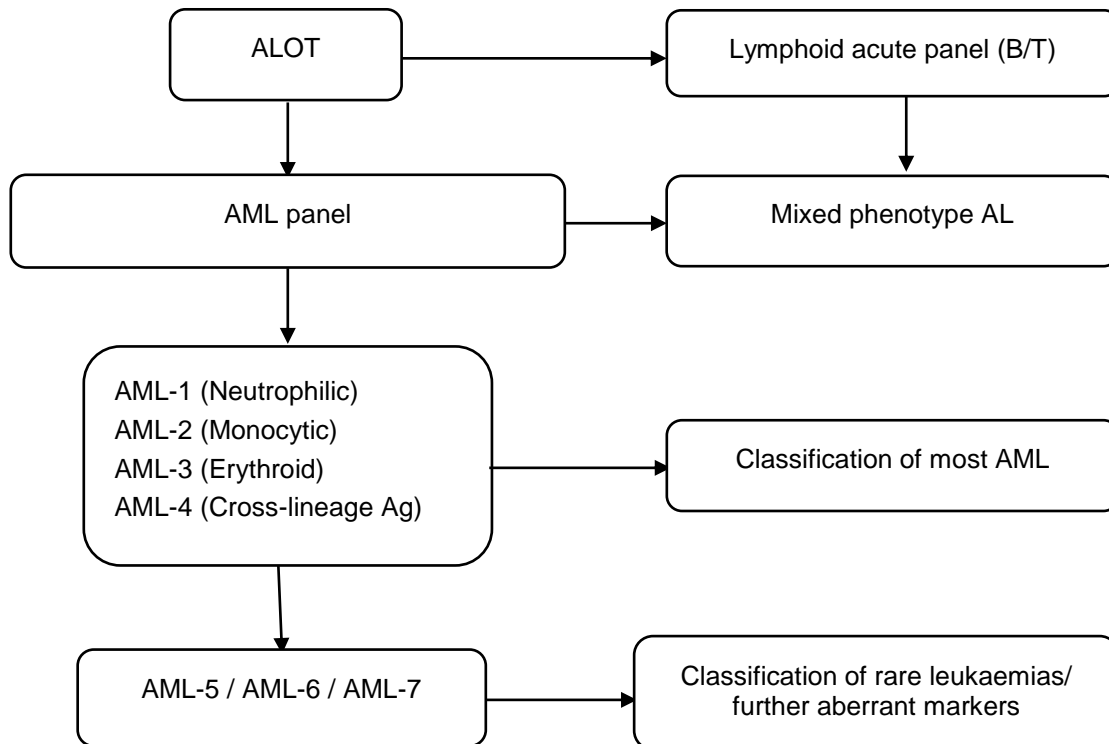 ALOT
Lymphoid acute panel (B/T)
AML panel
Mixed phenotype AL
AML-1 (Neutrophilic)
AML-2 (Monocytic)
AML-3 (Erythroid)
AML-4 (Cross-lineage Ag)
Classification of most AML
AML-5 / AML-6 / AML-7
Classification of rare leukaemias/
further aberrant markers